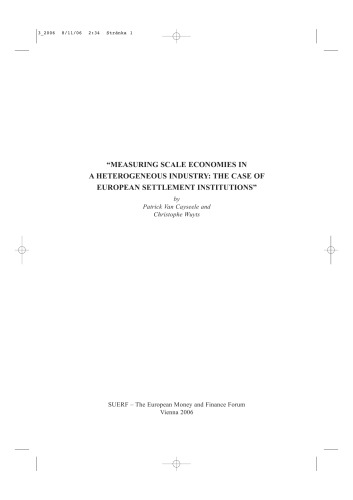 3_2006  8/11/06  2:34  Stránka 1
“MEASURING SCALE ECONOMIES IN
A HETEROGENEOUS INDUSTRY: THE CASE OF
EUROPEAN SETTLEMENT INSTITUTIONS”
by
Patrick Van Cayseele and
Christophe Wuyts
SUERF – The European Money and Finance Forum
Vienna 2006